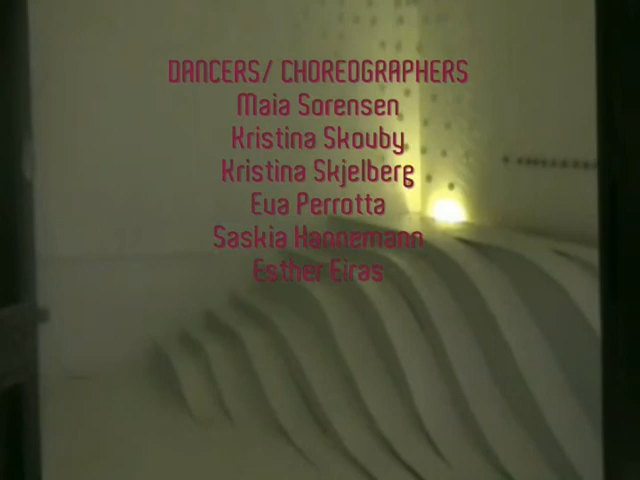 DANCERS/ CHOREOGRAPHERS
Maia Sorensen
Kristina Skouby
Kristina Skjelberg
Eva Perrotta
Saskia Hannemann
Esther Eiras